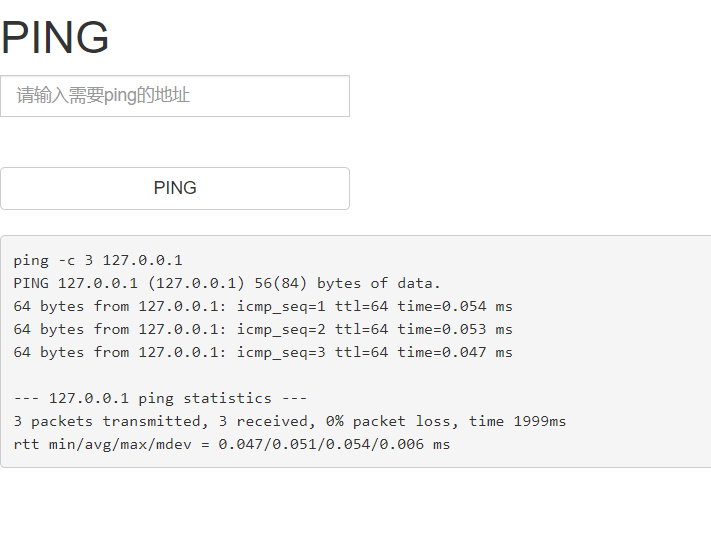 PING
请输入需要ping的地址
PING
ping -c 3 127.0.0.1
PING 127.0.0.1 (127.0.0.1) 56(84) bytes of data.
64 bytes from 127.0.0.1: icmp_seq=1 ttl=64 time=0.054 ms
64 bytes from 127.0.0.1: icmp_seq=2 ttl=64 time=0.053 ms
64 bytes from 127.0.0.1: icmp_seq=3 ttl=64 time=0.047 ms
--- 127.0.0.1 ping statistics ---
3 packets transmitted, 3 received, 0% packet loss, time 1999ms
rtt min/avg/max/mdev = 0.047/0.051/0.054/0.006 ms